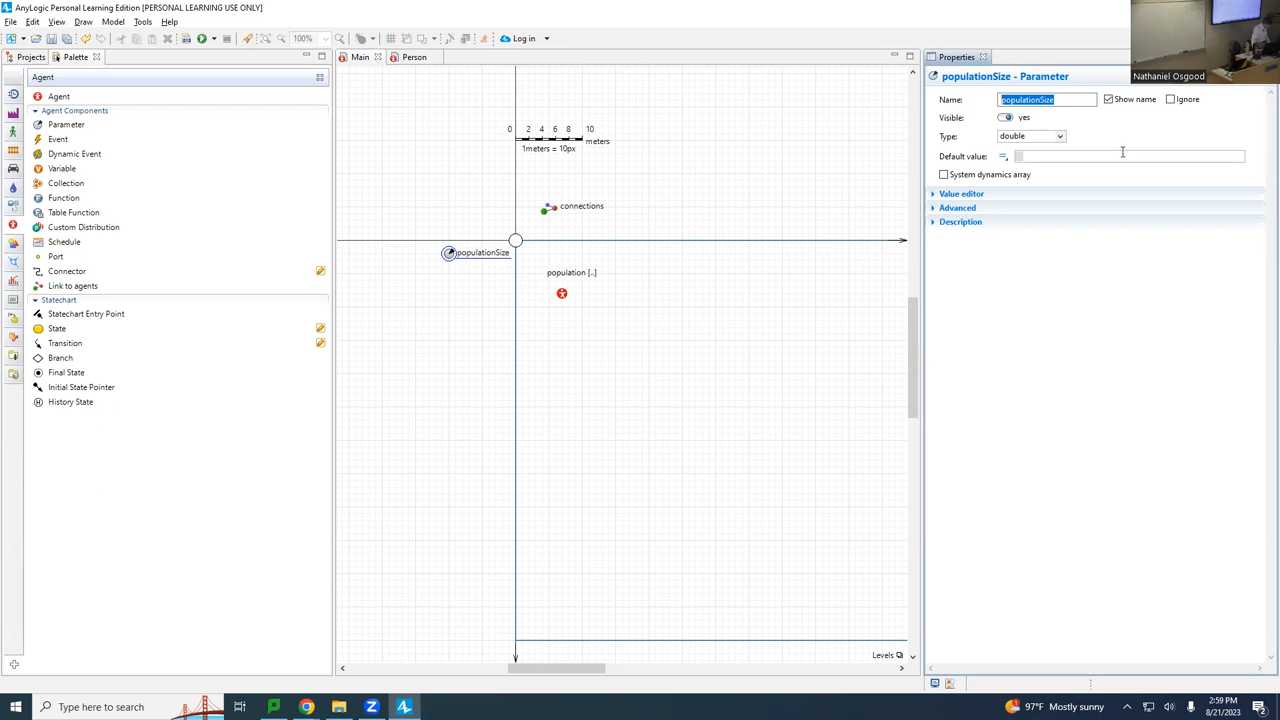 AnyLogic Personal Learning Edition [PERSONAL LEARNING USE ONLY]
File Edit View Draw Model Tools Help
100% Log in
Projects Palette
Agent
Agent
Agent Components
Parameter
Event
Dynamic Event
Variable
Collection
Function
Table Function
Custom Distribution
Schedule
Port
Connector
Link to agents
Statechart
Statechart Entry Point
State
Transition
Branch
Final State
Initial State Pointer
History State
Main Person
0 2 4 6 8 10
meters
1meters = 10px
connections
populationSize
population [..]
Levels
Properties
populationSize - Parameter
Name: populationSize Show name Ignore
Visible: yes
Type: double
Default value:
System dynamics array
Value editor
Advanced
Description
Nathaniel Osgood
Type here to search
97°F Mostly sunny
2:59 PM
8/21/2023
2